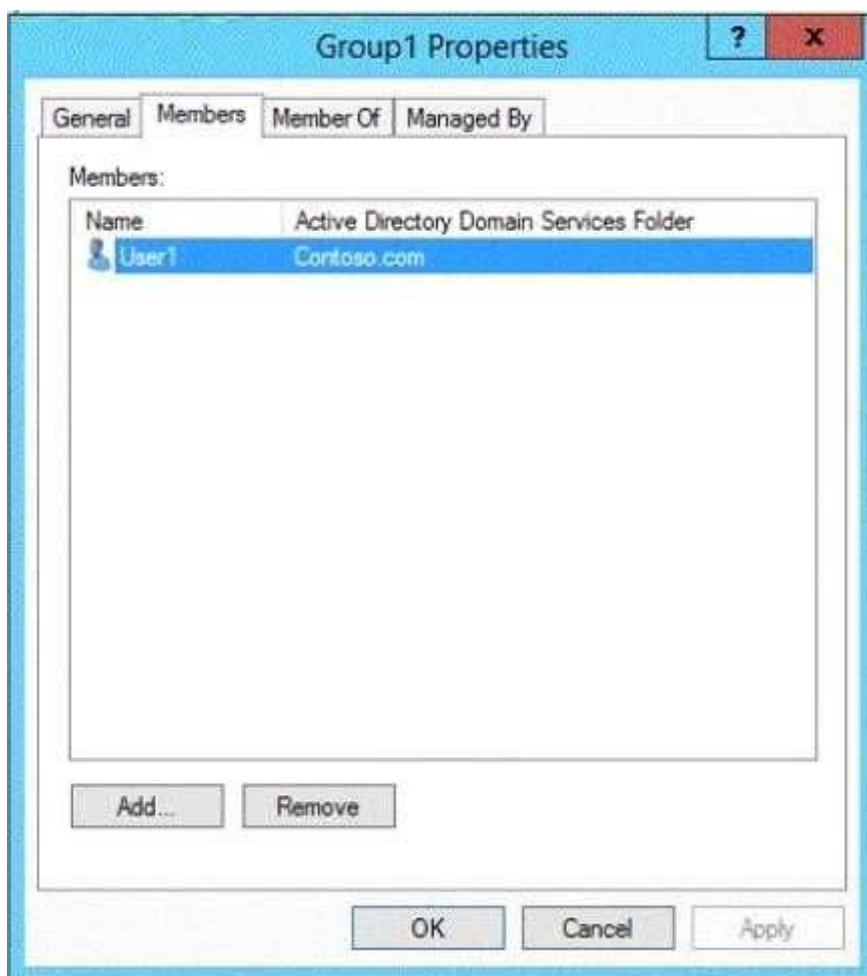 Group1 Properties
? x
General Members Member Of Managed By
Members:
Name Active Directory Domain Services Folder
User1 Contoso.com
Add... Remove
OK Cancel Apply